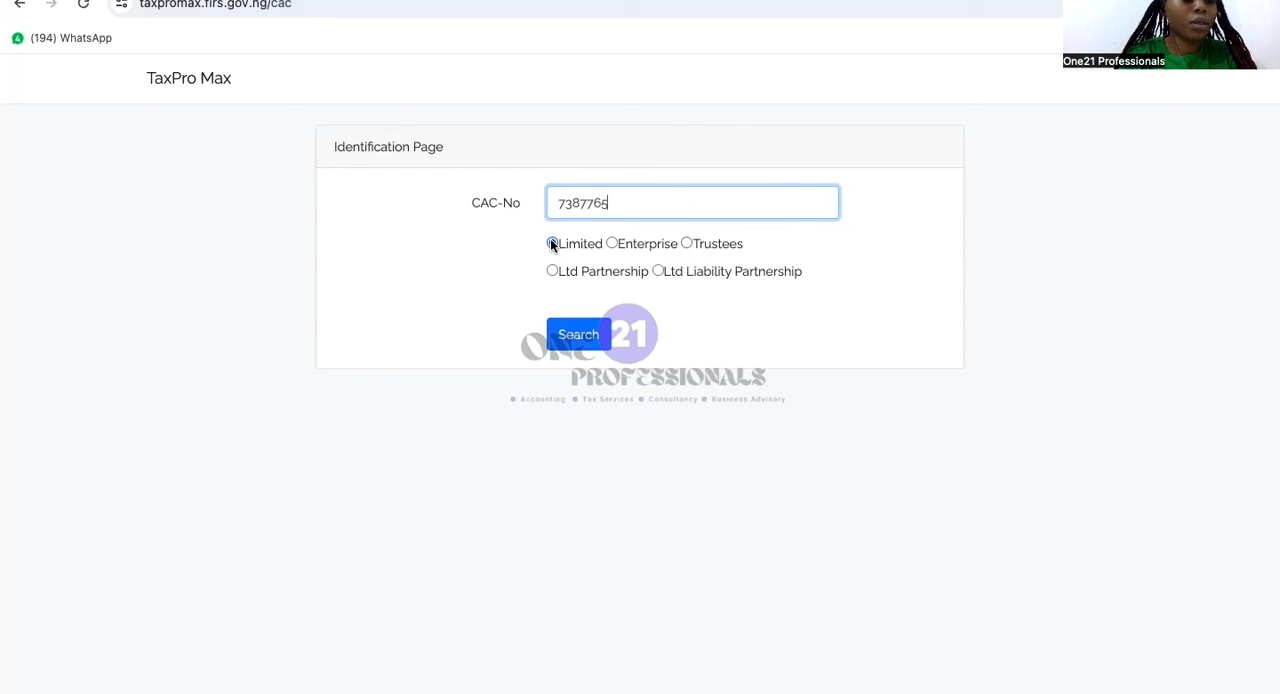 taxpromax.firs.gov.ng/cac
(194) WhatsApp
One21 Professionals
TaxPro Max
Identification Page
CAC-No 7387765
Limited Enterprise Trustees
Ltd Partnership Ltd Liability Partnership
Search
ONE 21
PROFESSIONALS
Accounting Tax Services Consultancy Business Advisory